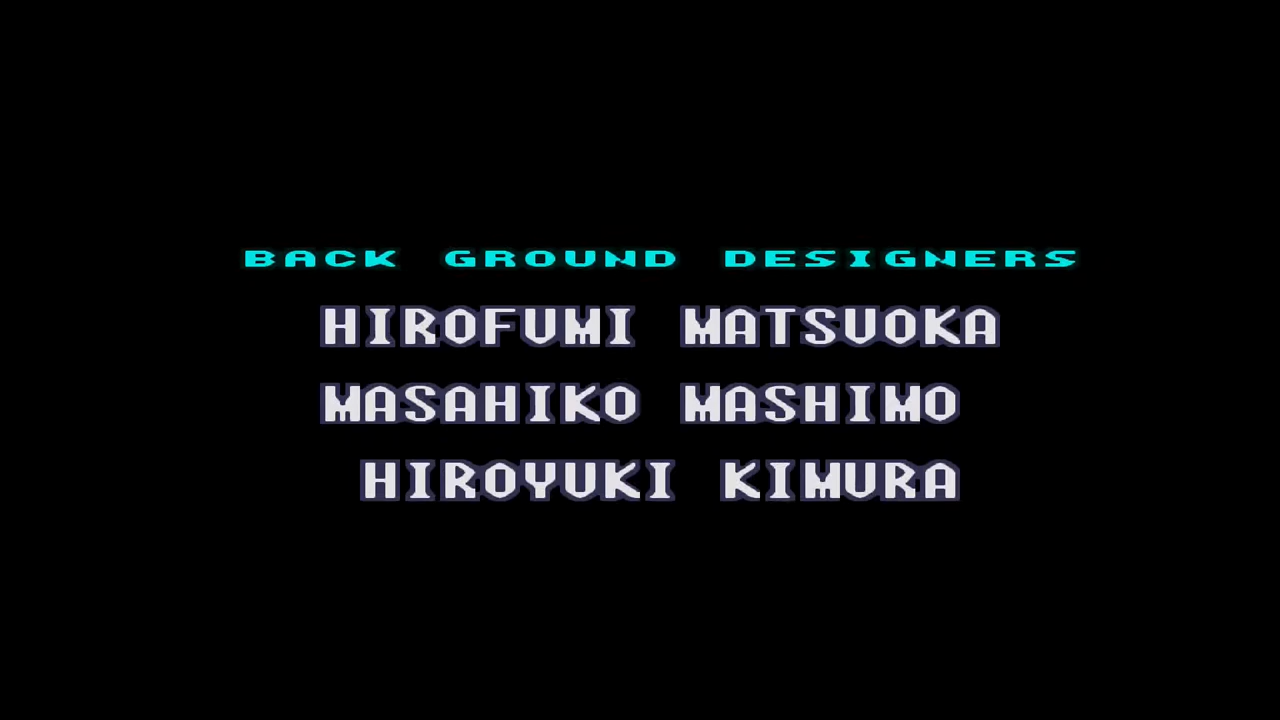 BACK GROUND DESIGNERS
HIROFUMI MATSUOKA
MASAHIKO MASHIMO
HIROYUKI KIMURA